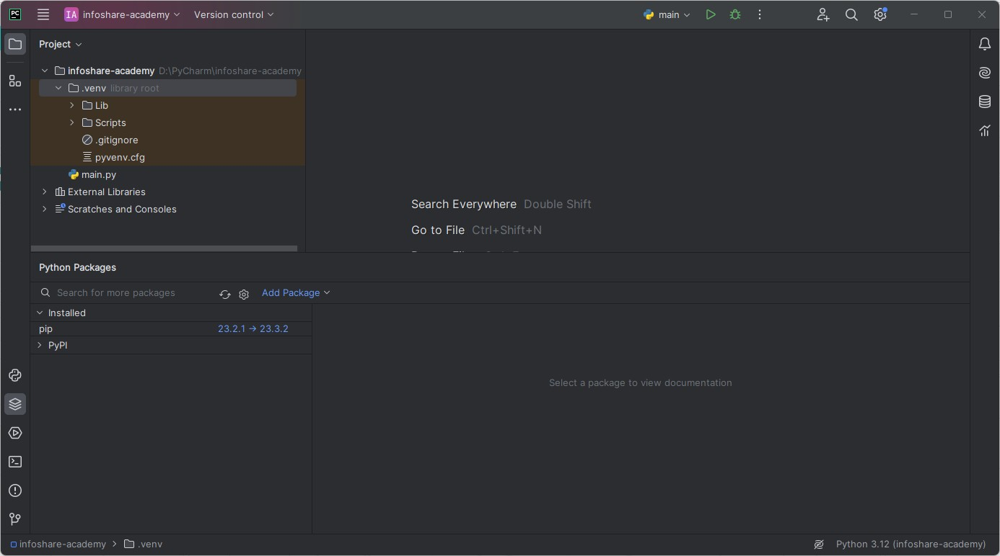 PC IA infoshare-academy Version control main
Project
infoshare-academy D:\PyCharm\infoshare-academy
.venv library root
Lib
Scripts
.gitignore
pyvenv.cfg
main.py
External Libraries
Scratches and Consoles
Search Everywhere Double Shift
Go to File Ctrl+Shift+N
Python Packages
Search for more packages Add Package
Installed
pip 23.2.1 → 23.3.2
PyPI
Select a package to view documentation
infoshare-academy > .venv Python 3.12 (infoshare-academy)